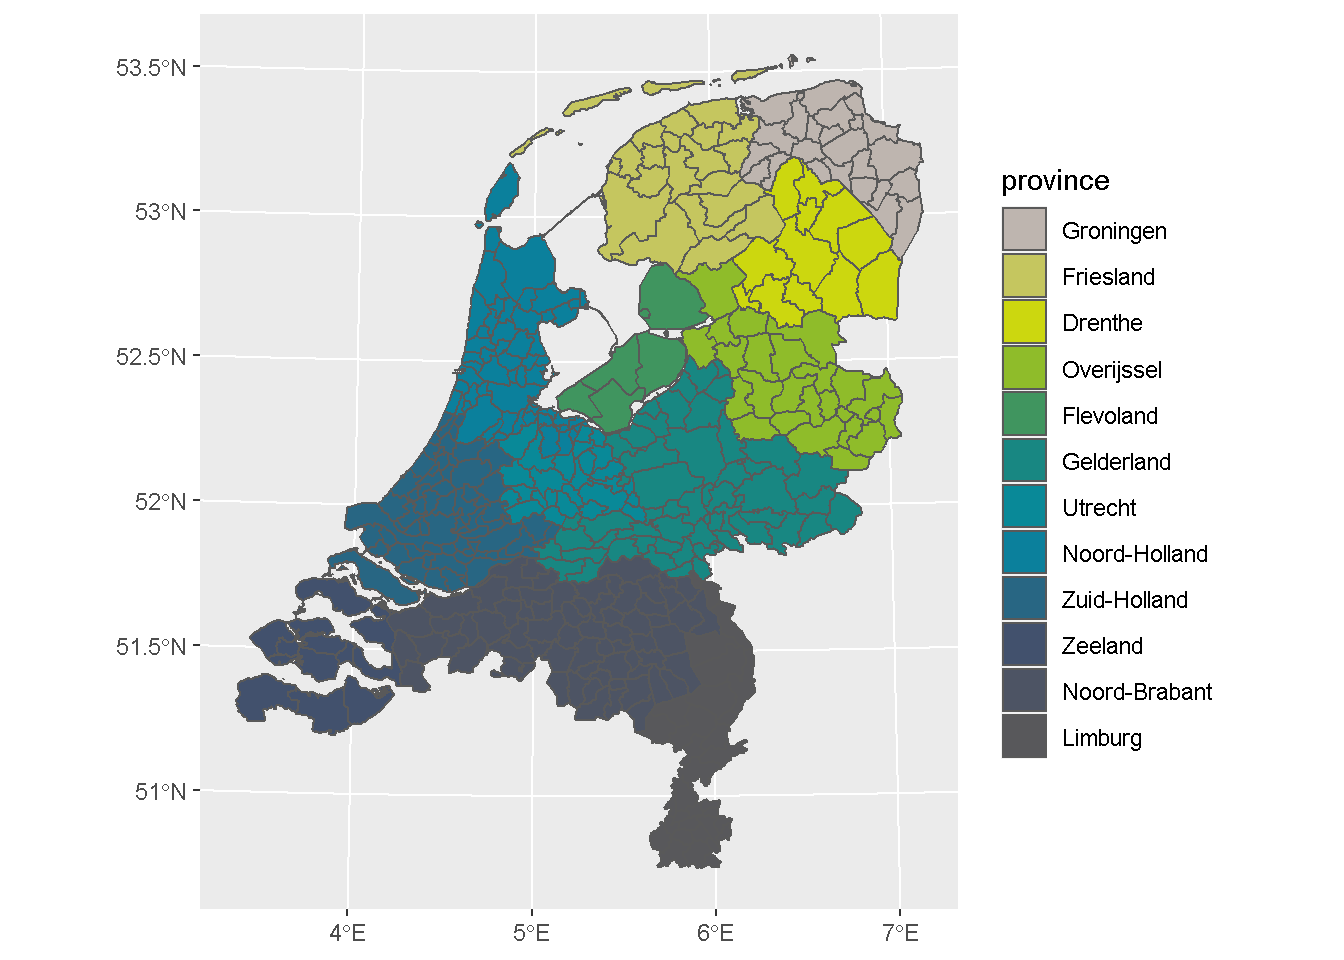 53.5°N
53°N
52.5°N
52°N
51.5°N
51°N
4°E
5°E
6°E
7°E
province
Groningen
Friesland
Drenthe
Overijssel
Flevoland
Gelderland
Utrecht
Noord-Holland
Zuid-Holland
Zeeland
Noord-Brabant
Limburg